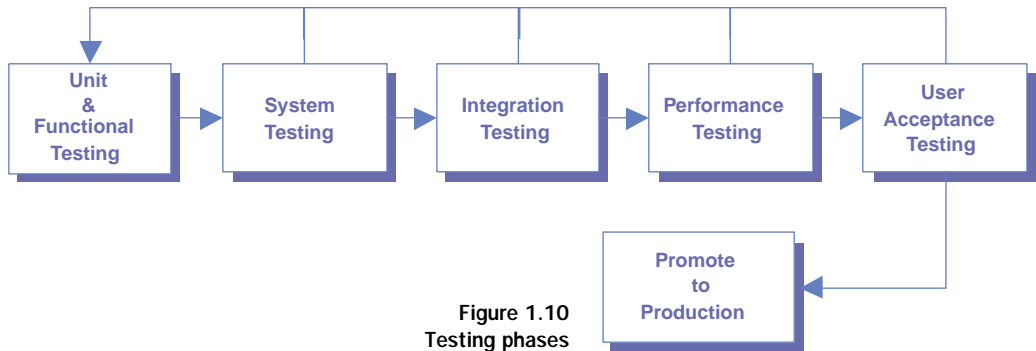 Unit
&
Functional
Testing
System
Testing
Integration
Testing
Performance
Testing
User
Acceptance
Testing
Promote
to
Production
Figure 1.10
Testing phases